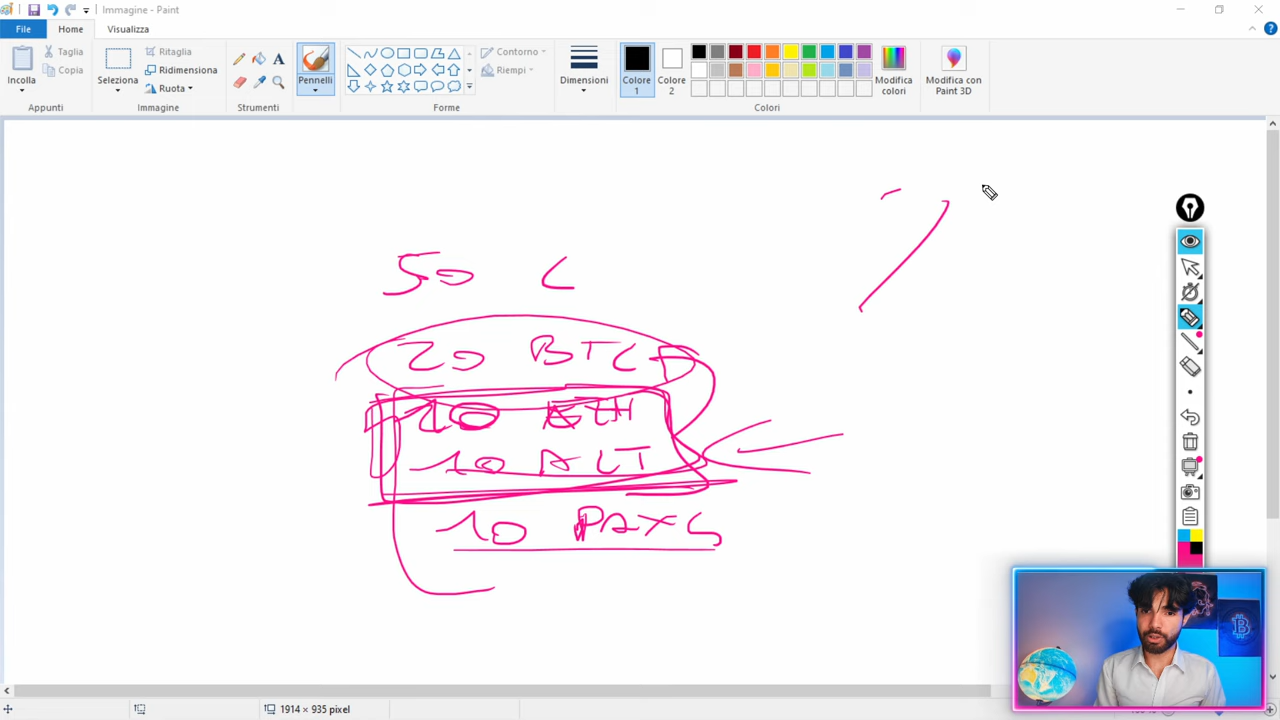 Immagine - Paint
File Home Visualizza
Incolla
Taglia
Copia
Appunti
Seleziona
Ritaglia
Ridimensiona
Ruota
Immagine
A
Strumenti
Pennelli
Contorno
Riempi
Forme
Dimensioni
Colore 1
Colore 2
Modifica colori
Colori
Modifica con Paint 3D
50 C
20 BTC
10 ETH
10 ALT
10 PAXG
1914 × 935 pixel